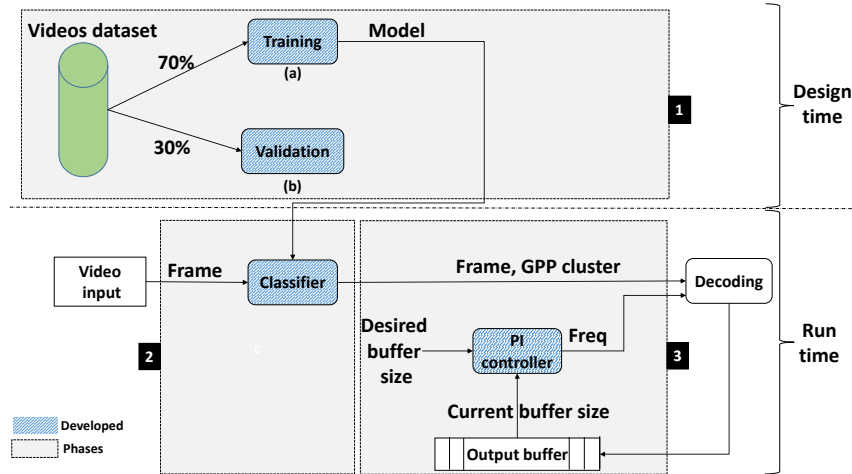 Videos dataset
70%
Training
(a)
Model
1
Design
time
30%
Validation
(b)
Video
input
Frame
Classifier
Frame, GPP cluster
Decoding
Desired
buffer
size
PI
controller
Freq
2
c
3
Run
time
Current buffer size
Output buffer
Developed
Phases